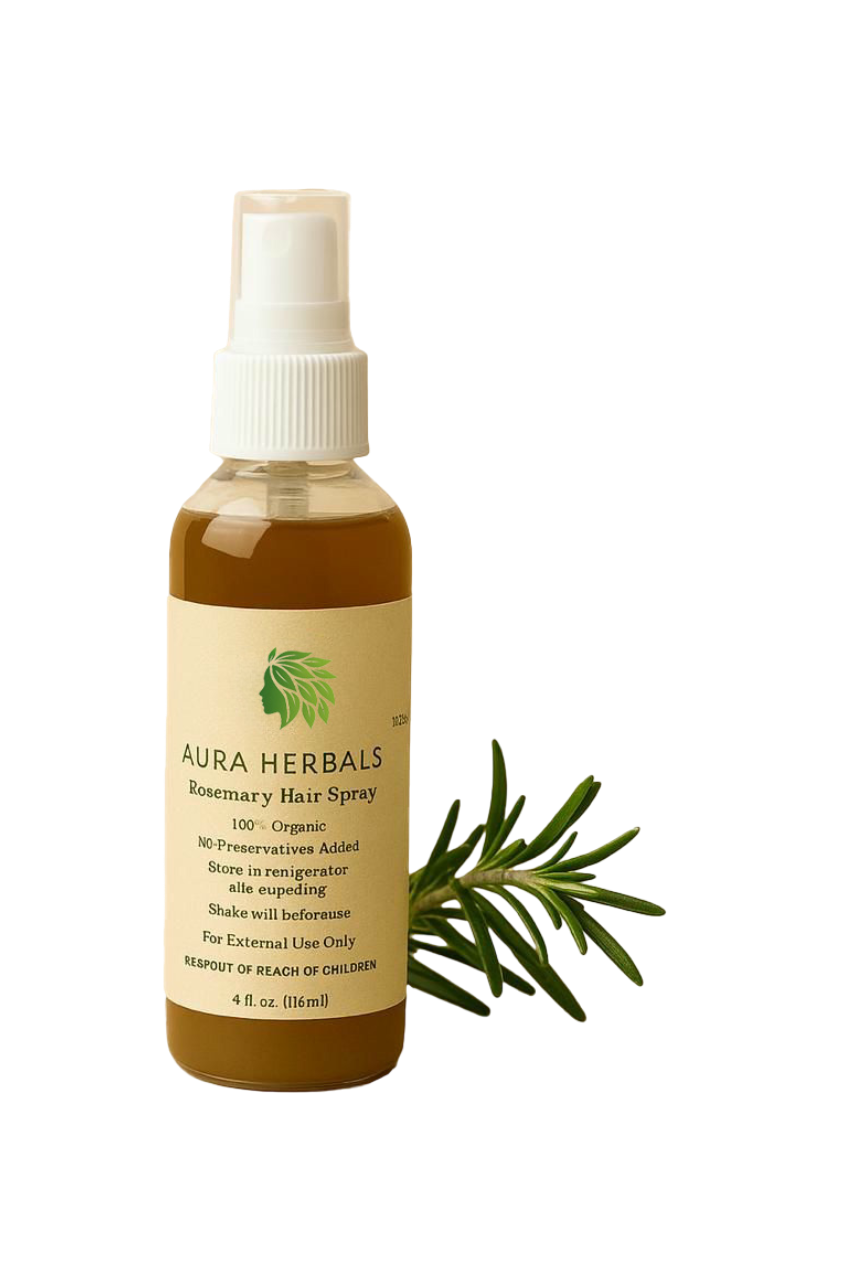 AURA HERBALS
Rosemary Hair Spray
100% Organic
N0-Preservatives Added
Store in renigerator
alle eupeding
Shake will beforause
For External Use Only
RESPOUT OF REACH OF CHILDREN
4 fl. oz. (116ml)